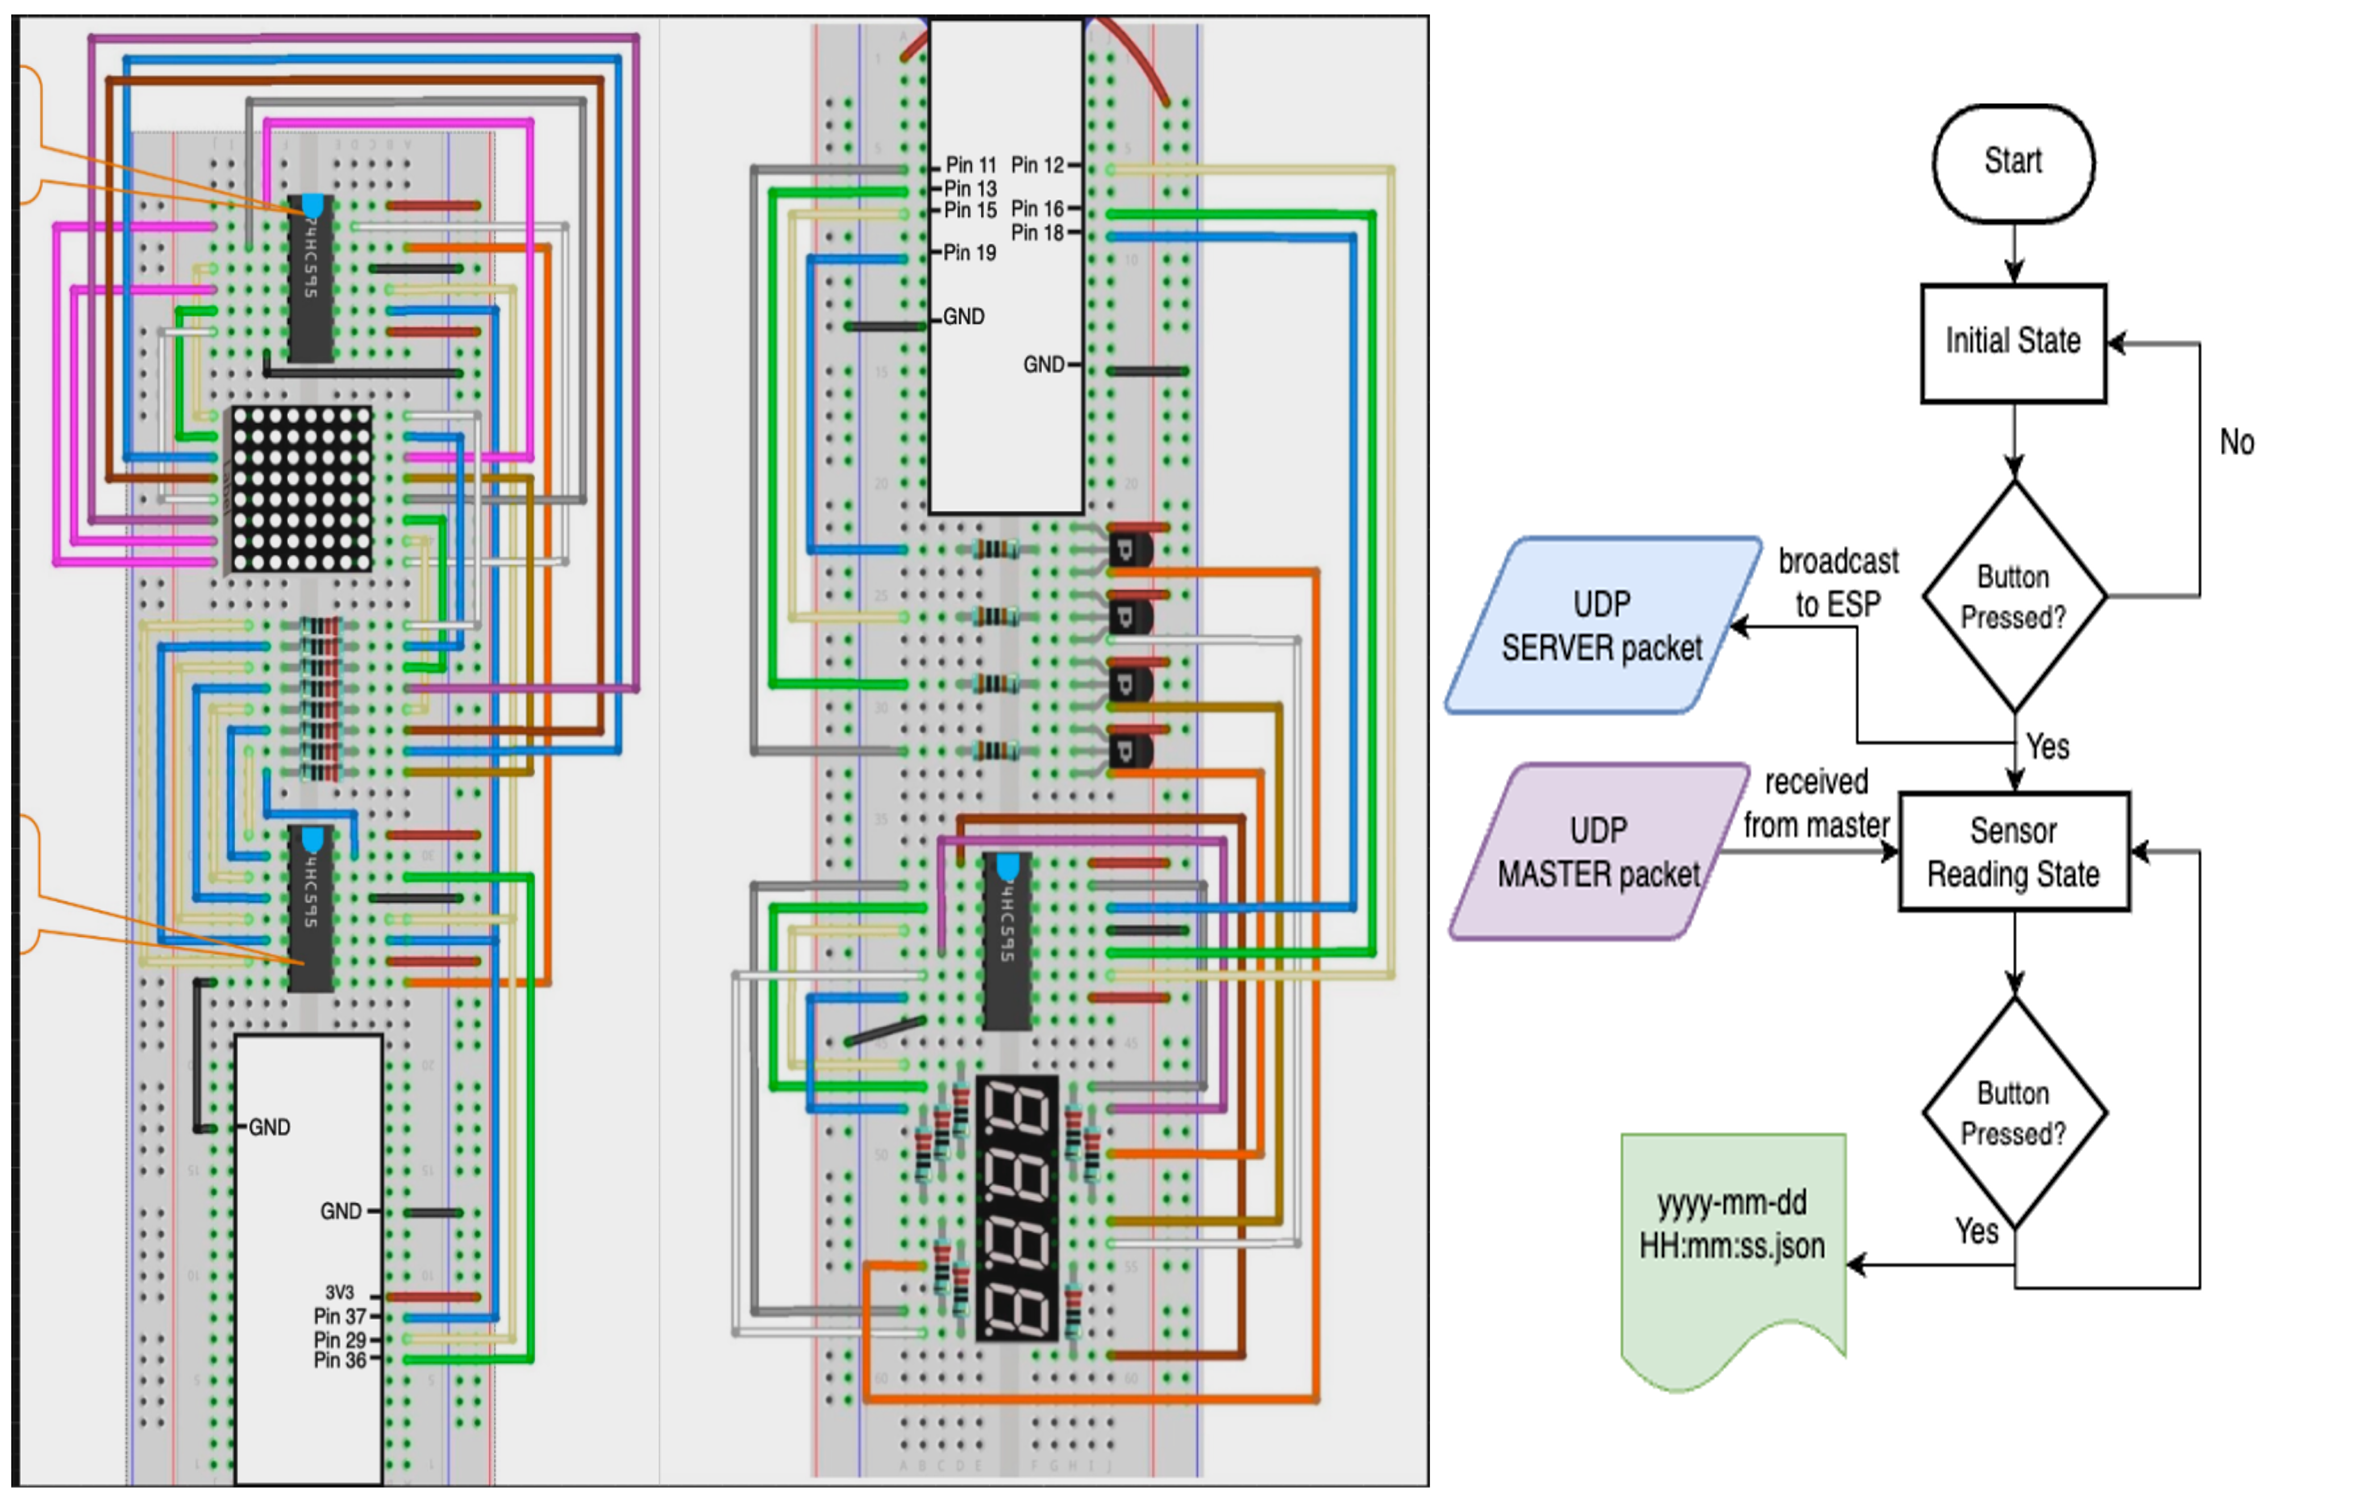 74HC595
74HC595
GND
GND
3V3
Pin 37
Pin 29
Pin 36
Pin 11 Pin 12
Pin 13
Pin 15 Pin 16
Pin 18
Pin 19
GND
GND
P
P
P
P
74HC595
Start
Initial State
No
Button
Pressed?
broadcast
to ESP
UDP
SERVER packet
Yes
UDP
MASTER packet
received
from master
Sensor
Reading State
Button
Pressed?
Yes
yyyy-mm-dd
HH:mm:ss.json